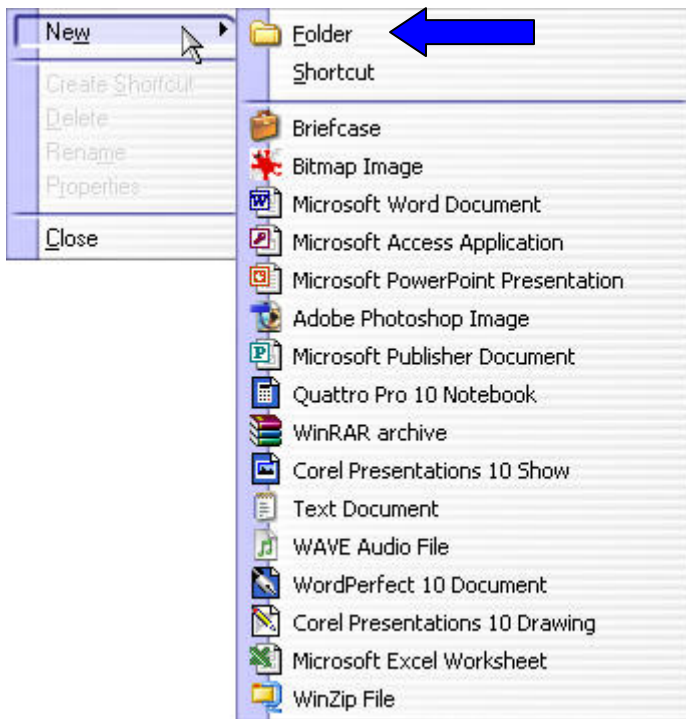 New
Create Shortcut
Delete
Rename
Properties
Close
Folder
Shortcut
Briefcase
Bitmap Image
Microsoft Word Document
Microsoft Access Application
Microsoft PowerPoint Presentation
Adobe Photoshop Image
Microsoft Publisher Document
Quattro Pro 10 Notebook
WinRAR archive
Corel Presentations 10 Show
Text Document
WAVE Audio File
WordPerfect 10 Document
Corel Presentations 10 Drawing
Microsoft Excel Worksheet
WinZip File